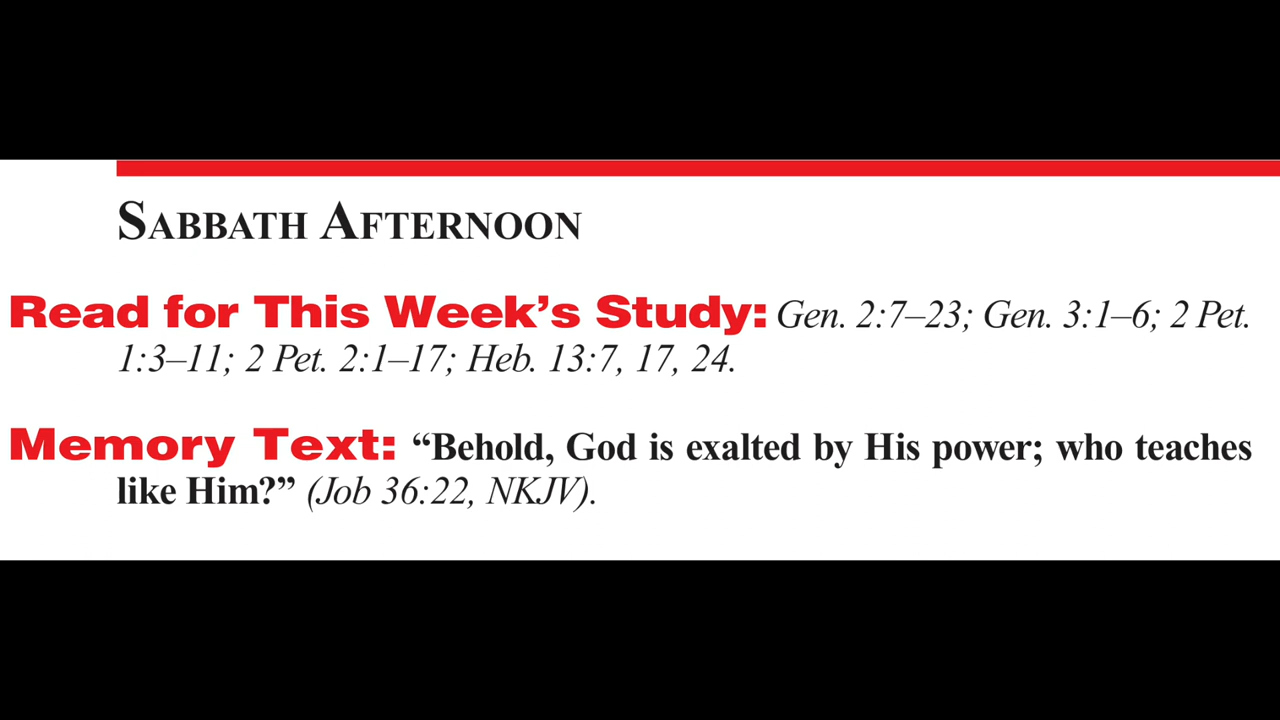 SABBATH AFTERNOON
Read for This Week’s Study: Gen. 2:7–23; Gen. 3:1–6; 2 Pet.
1:3–11; 2 Pet. 2:1–17; Heb. 13:7, 17, 24.
Memory Text: “Behold, God is exalted by His power; who teaches
like Him?” (Job 36:22, NKJV).